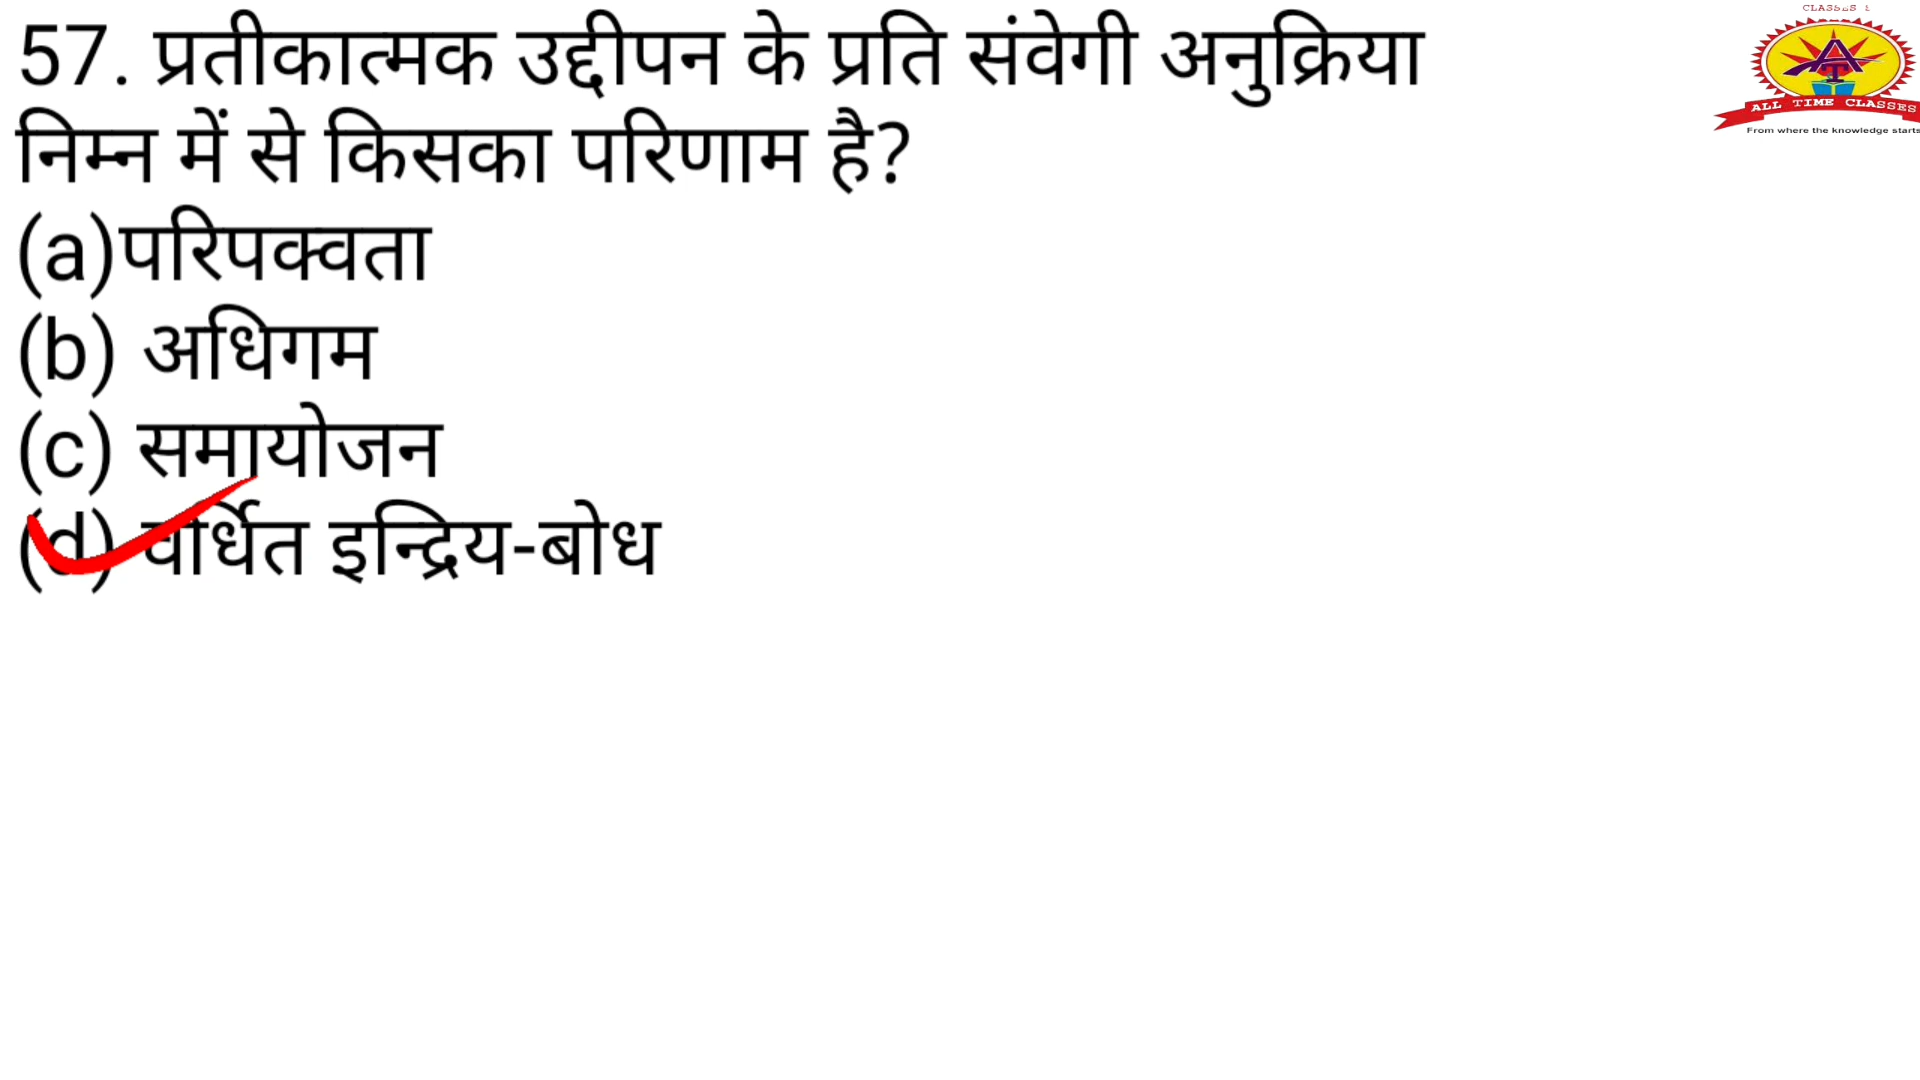 57. प्रतीकात्मक उद्दीपन के प्रति संवेगी अनुक्रिया
निम्न में से किसका परिणाम है?
(a)परिपक्वता
(b) अधिगम
(c) समायोजन
(d) वर्धित इन्द्रिय-बोध
ALL TIME CLASSES
From where the knowledge starts